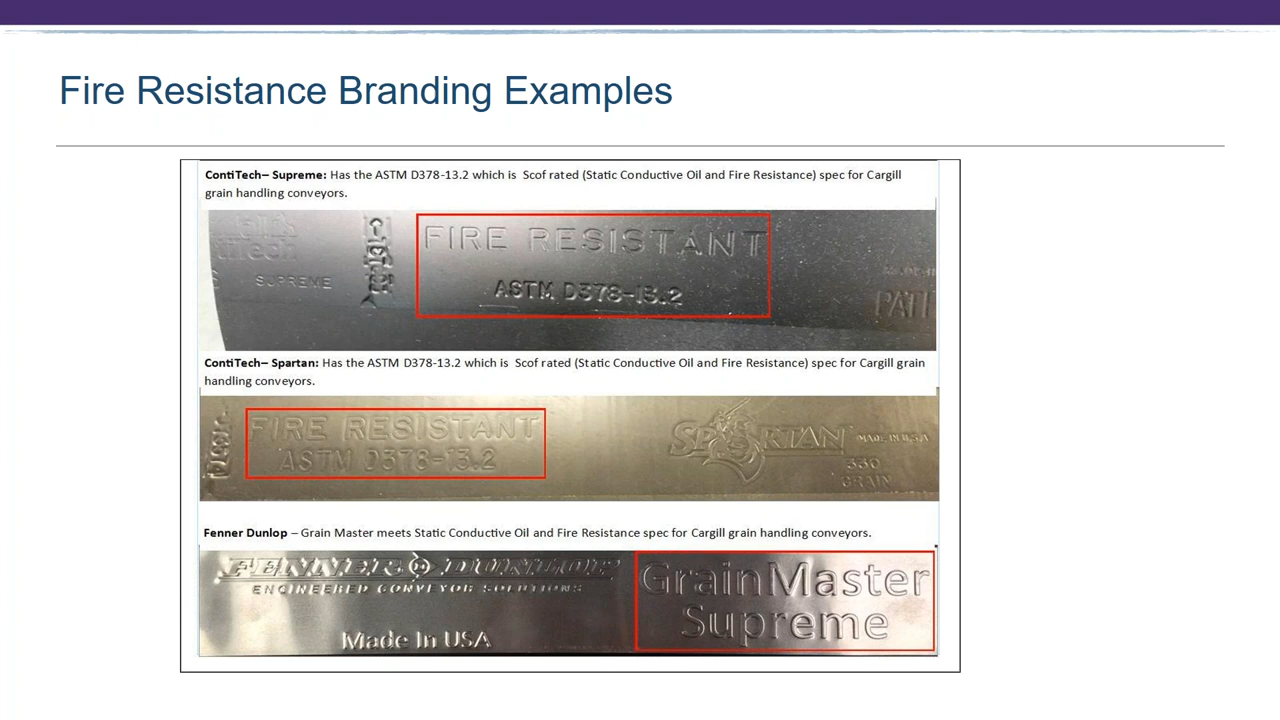 Fire Resistance Branding Examples
ContiTech– Supreme: Has the ASTM D378-13.2 which is  Scof rated (Static Conductive Oil and Fire Resistance) spec for Cargill
grain handling conveyors.
FIRE RESISTANT
SUPREME
ASTM D378-13.2
ContiTech– Spartan: Has the ASTM D378-13.2 which is  Scof rated (Static Conductive Oil and Fire Resistance) spec for Cargill grain
handling conveyors.
FIRE RESISTANT
ASTM D378-13.2
SPARTAN MADE IN USA
330
GRAIN
Fenner Dunlop – Grain Master meets Static Conductive Oil and Fire Resistance spec for Cargill grain handling conveyors.
FENNER DUNLOP
ENGINEERED CONVEYOR SOLUTIONS
Made In USA
GrainMaster
Supreme